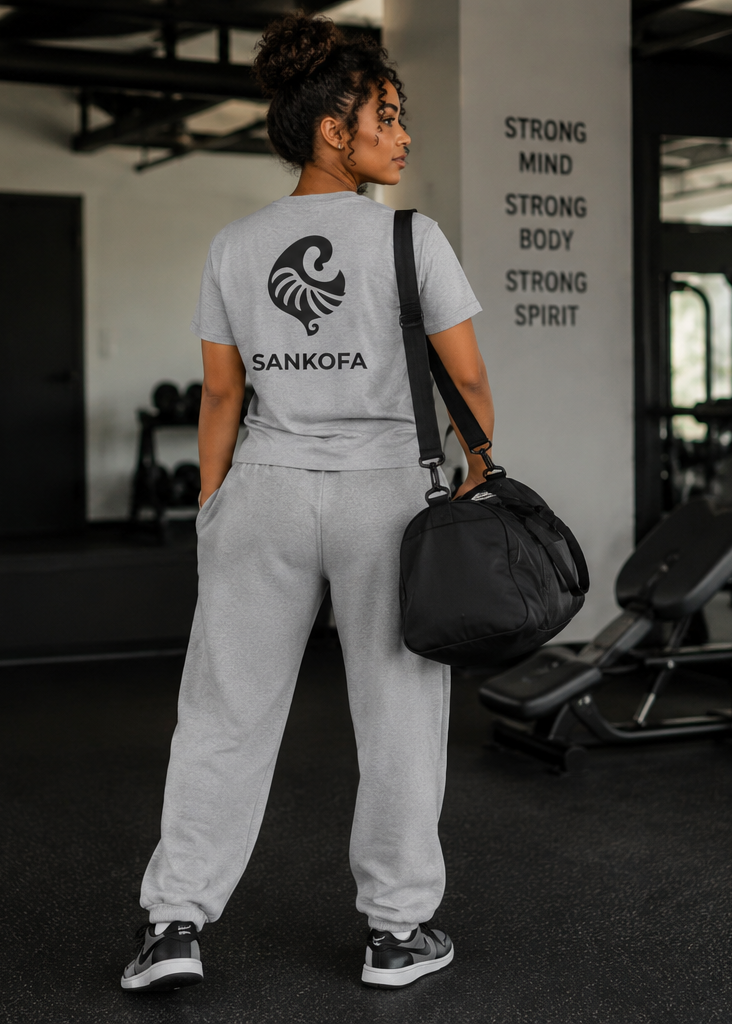 SANKOFA
STRONG
MIND
STRONG
BODY
STRONG
SPIRIT